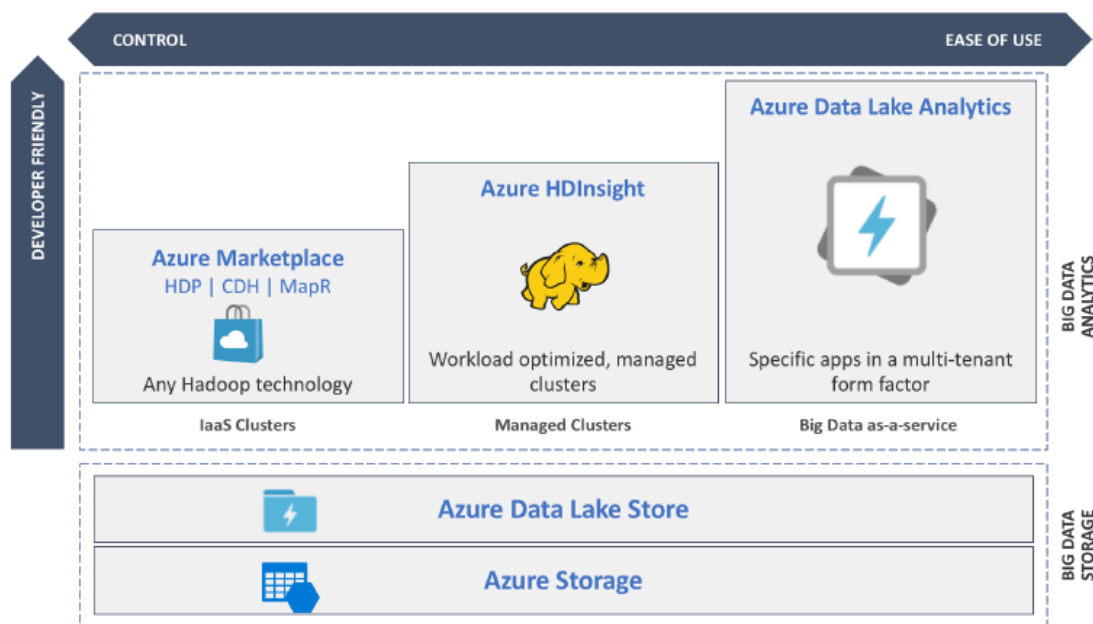 CONTROL
EASE OF USE
DEVELOPER FRIENDLY
Azure Data Lake Analytics
Azure HDInsight
Azure Marketplace
HDP | CDH | MapR
Any Hadoop technology
Workload optimized, managed
clusters
Specific apps in a multi-tenant
form factor
IaaS Clusters
Managed Clusters
Big Data as-a-service
BIG DATA
ANALYTICS
Azure Data Lake Store
Azure Storage
BIG DATA
STORAGE